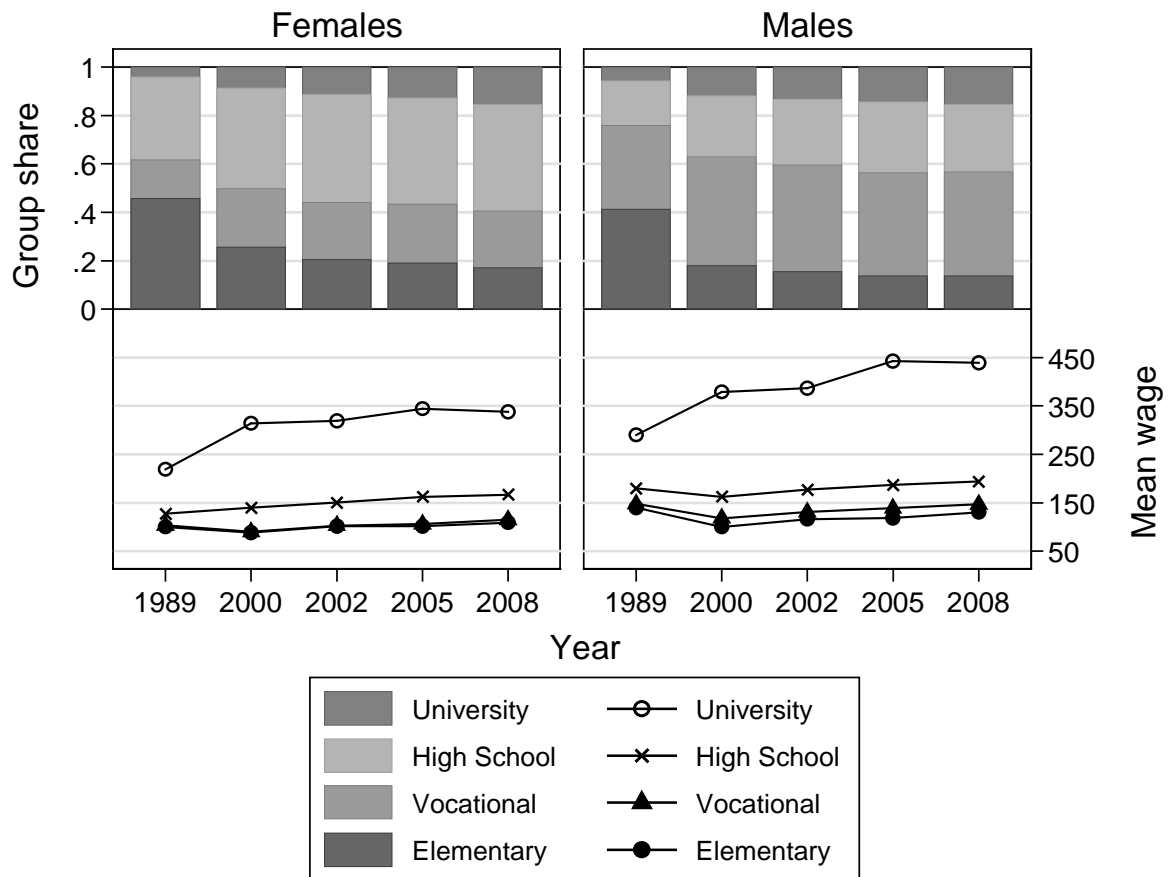 Females Males
Group share
1
.8
.6
.4
.2
0
450
350
250
150
50
Mean wage
1989 2000 2002 2005 2008 1989 2000 2002 2005 2008
Year
University University
High School High School
Vocational Vocational
Elementary Elementary